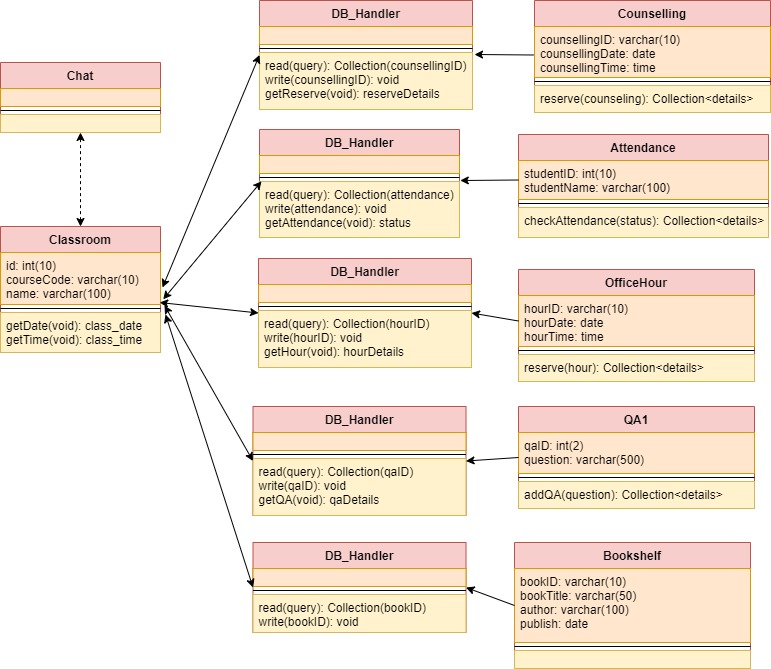 Chat
Classroom
id: int(10)
courseCode: varchar(10)
name: varchar(100)
getDate(void): class_date
getTime(void): class_time
DB_Handler
read(query): Collection(counsellingID)
write(counsellingID): void
getReserve(void): reserveDetails
Counselling
counsellingID: varchar(10)
counsellingDate: date
counsellingTime: time
reserve(counseling): Collection<details>
DB_Handler
read(query): Collection(attendance)
write(attendance): void
getAttendance(void): status
Attendance
studentID: int(10)
studentName: varchar(100)
checkAttendance(status): Collection<details>
DB_Handler
read(query): Collection(hourID)
write(hourID): void
getHour(void): hourDetails
OfficeHour
hourID: varchar(10)
hourDate: date
hourTime: time
reserve(hour): Collection<details>
DB_Handler
read(query): Collection(qaID)
write(qaID): void
getQA(void): qaDetails
QA1
qaID: int(2)
question: varchar(500)
addQA(question): Collection<details>
DB_Handler
read(query): Collection(bookID)
write(bookID): void
Bookshelf
bookID: varchar(10)
bookTitle: varchar(50)
author: varchar(100)
publish: date